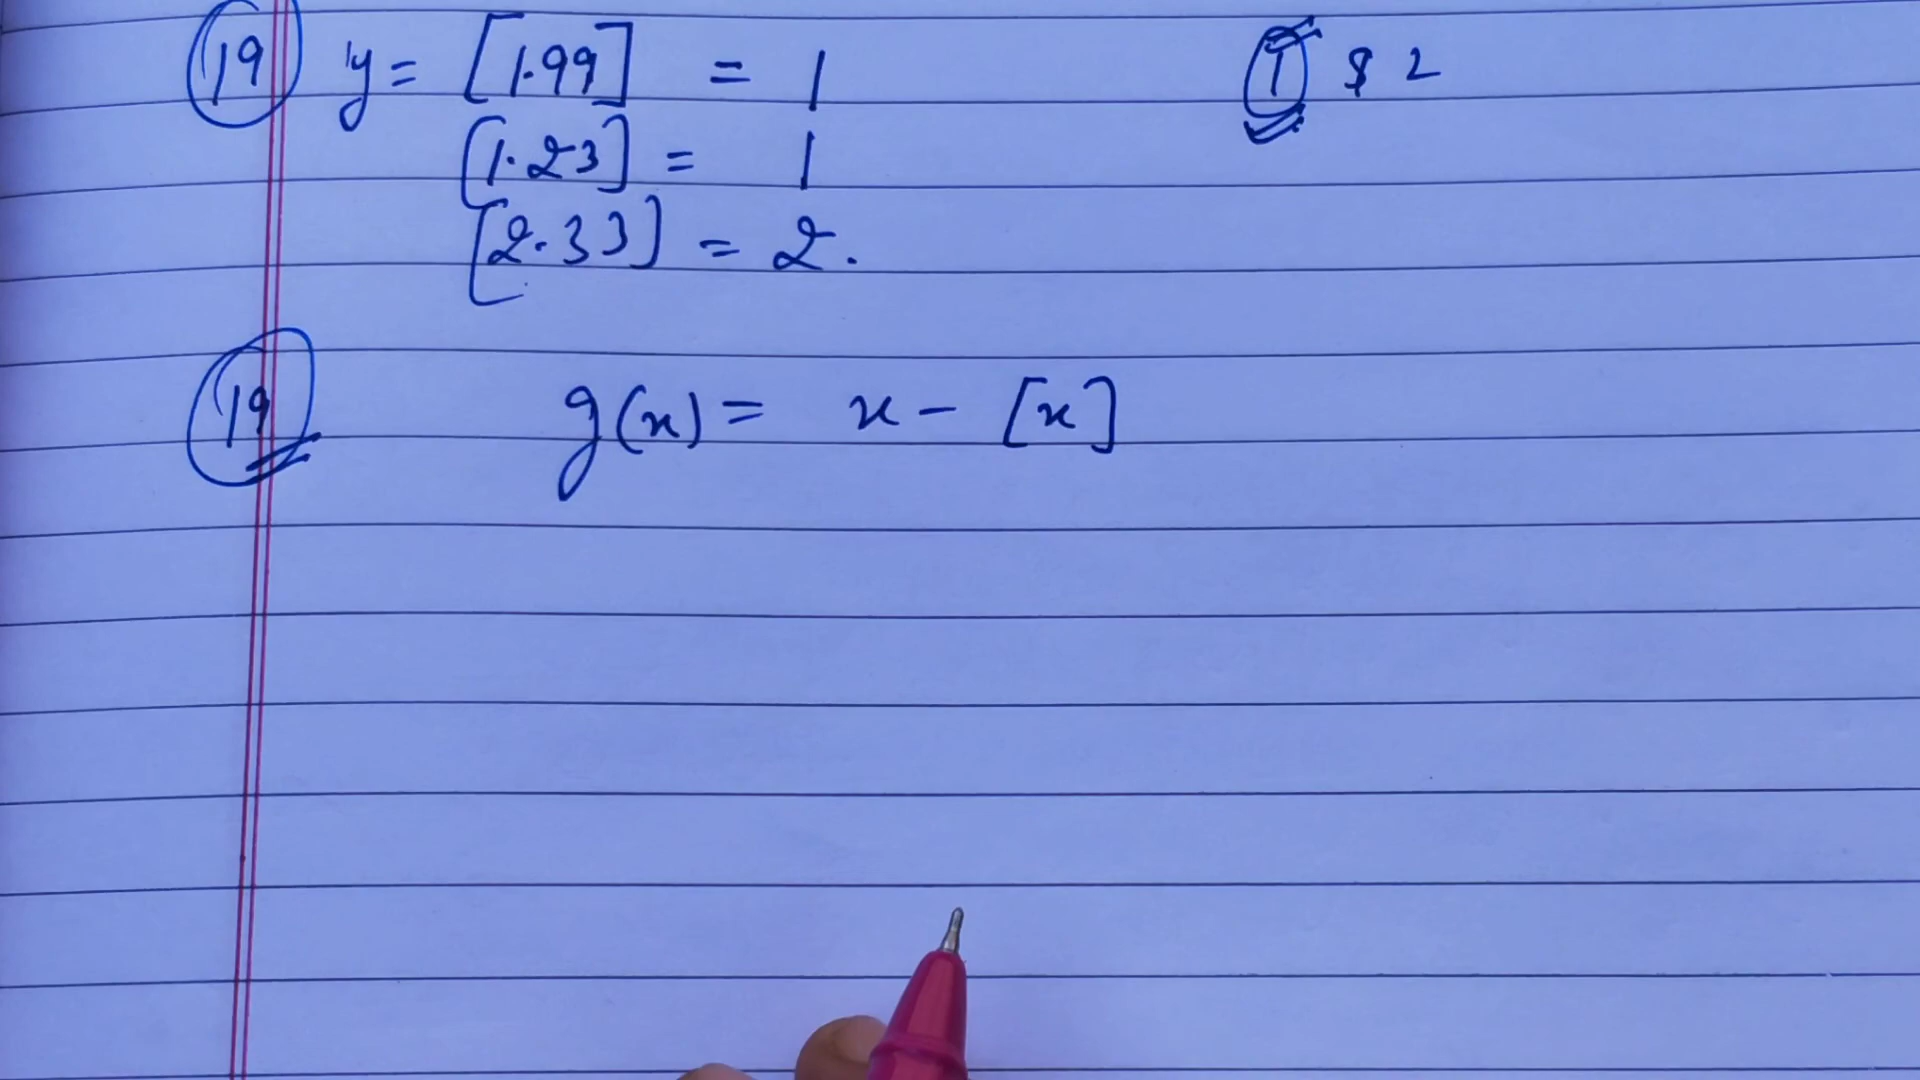 19 y = [1.99] = 1 1 & 2
[1.23] = 1
[2.33] = 2.
19 g(x) = x - [x]